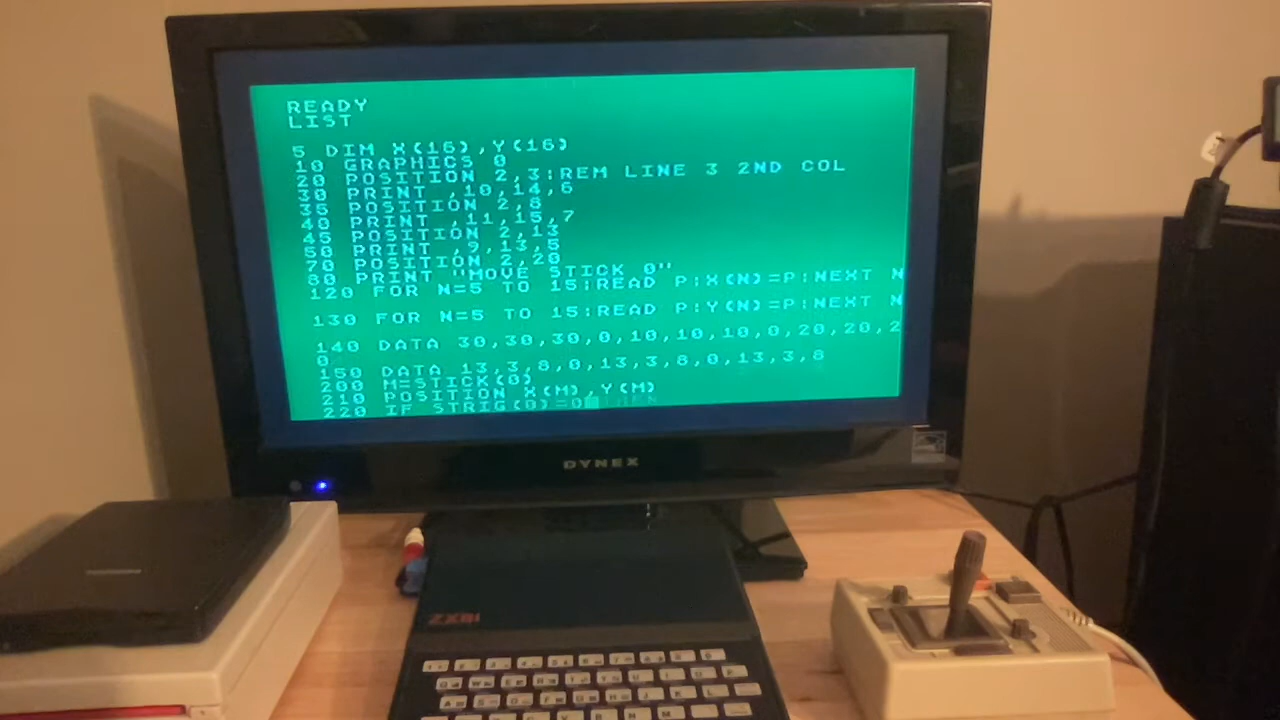 READY
LIST
5 DIM X(16),Y(16)
10 GRAPHICS 0
20 POSITION 2,3:REM LINE 3 2ND COL
30 PRINT ,10,14,6
35 POSITION 2,8
40 PRINT ,11,15,7
45 POSITION 2,13
50 PRINT ,9,13,5
70 POSITION 2,20
80 PRINT "MOVE STICK 0"
120 FOR N=5 TO 15:READ P:X(N)=P:NEXT N
130 FOR N=5 TO 15:READ P:Y(N)=P:NEXT N
140 DATA 30,30,30,0,10,10,10,0,20,20,2
0
150 DATA 13,3,8,0,13,3,8,0,13,3,8
200 M=STICK(0)
210 POSITION X(M),Y(M)
220 IF STRIG(0)=0 THEN
DYNEX
ZX81